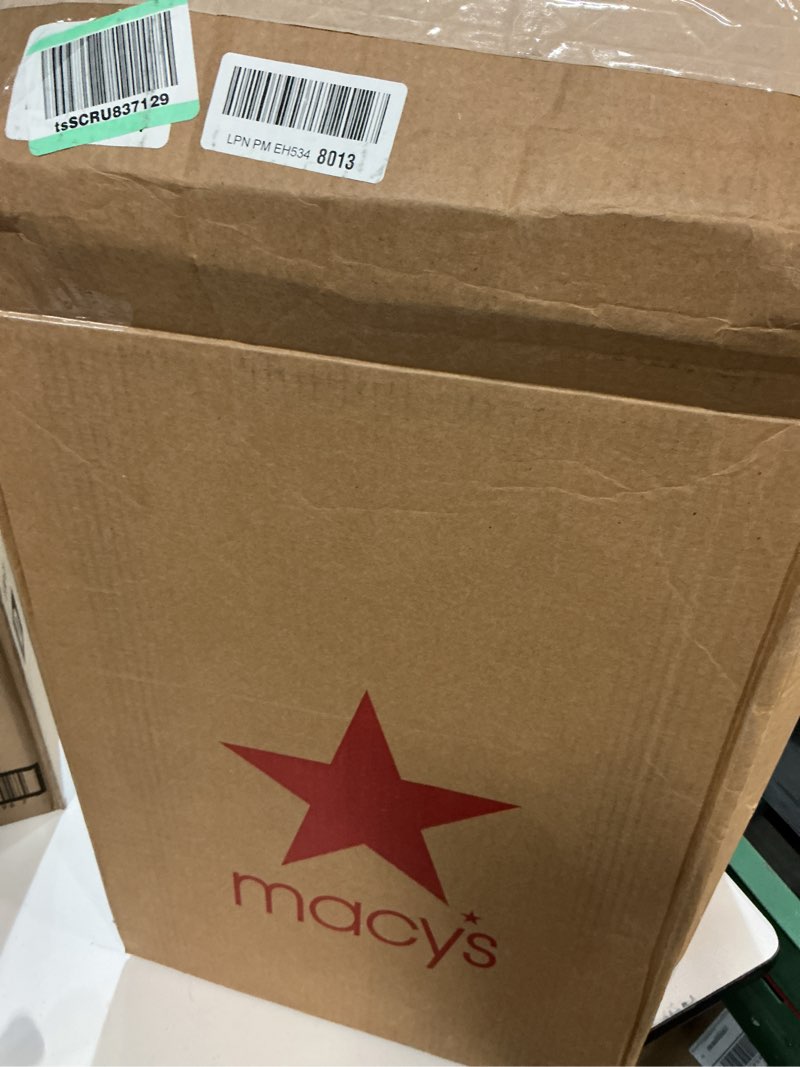 tsSCRU837129
LPN PM EH534 8013
macy's